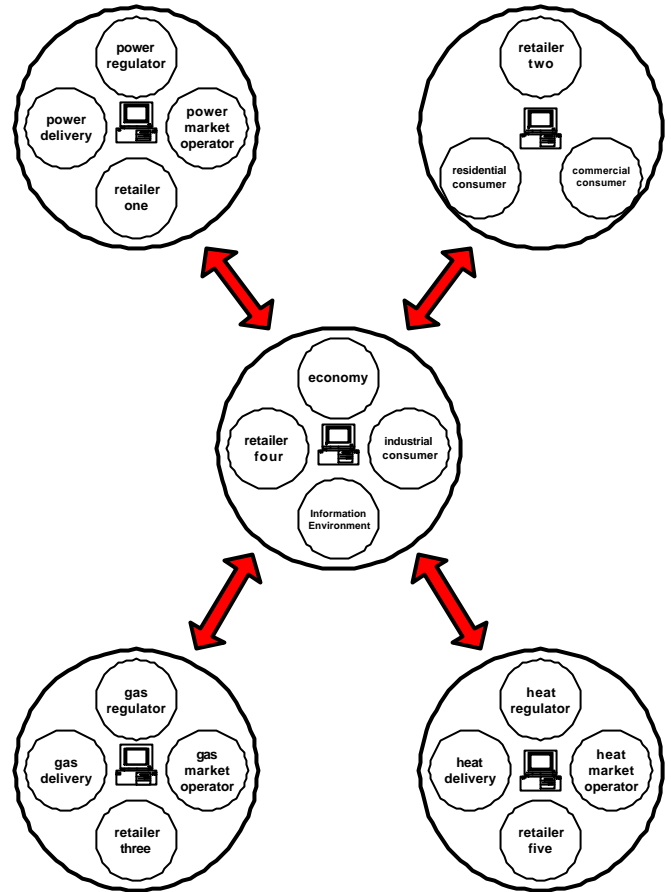 power
regulator
power
delivery
power
market
operator
retailer
one
retailer
two
residential
consumer
commercial
consumer
economy
retailer
four
industrial
consumer
Information
Environment
gas
regulator
gas
delivery
gas
market
operator
retailer
three
heat
regulator
heat
delivery
heat
market
operator
retailer
five